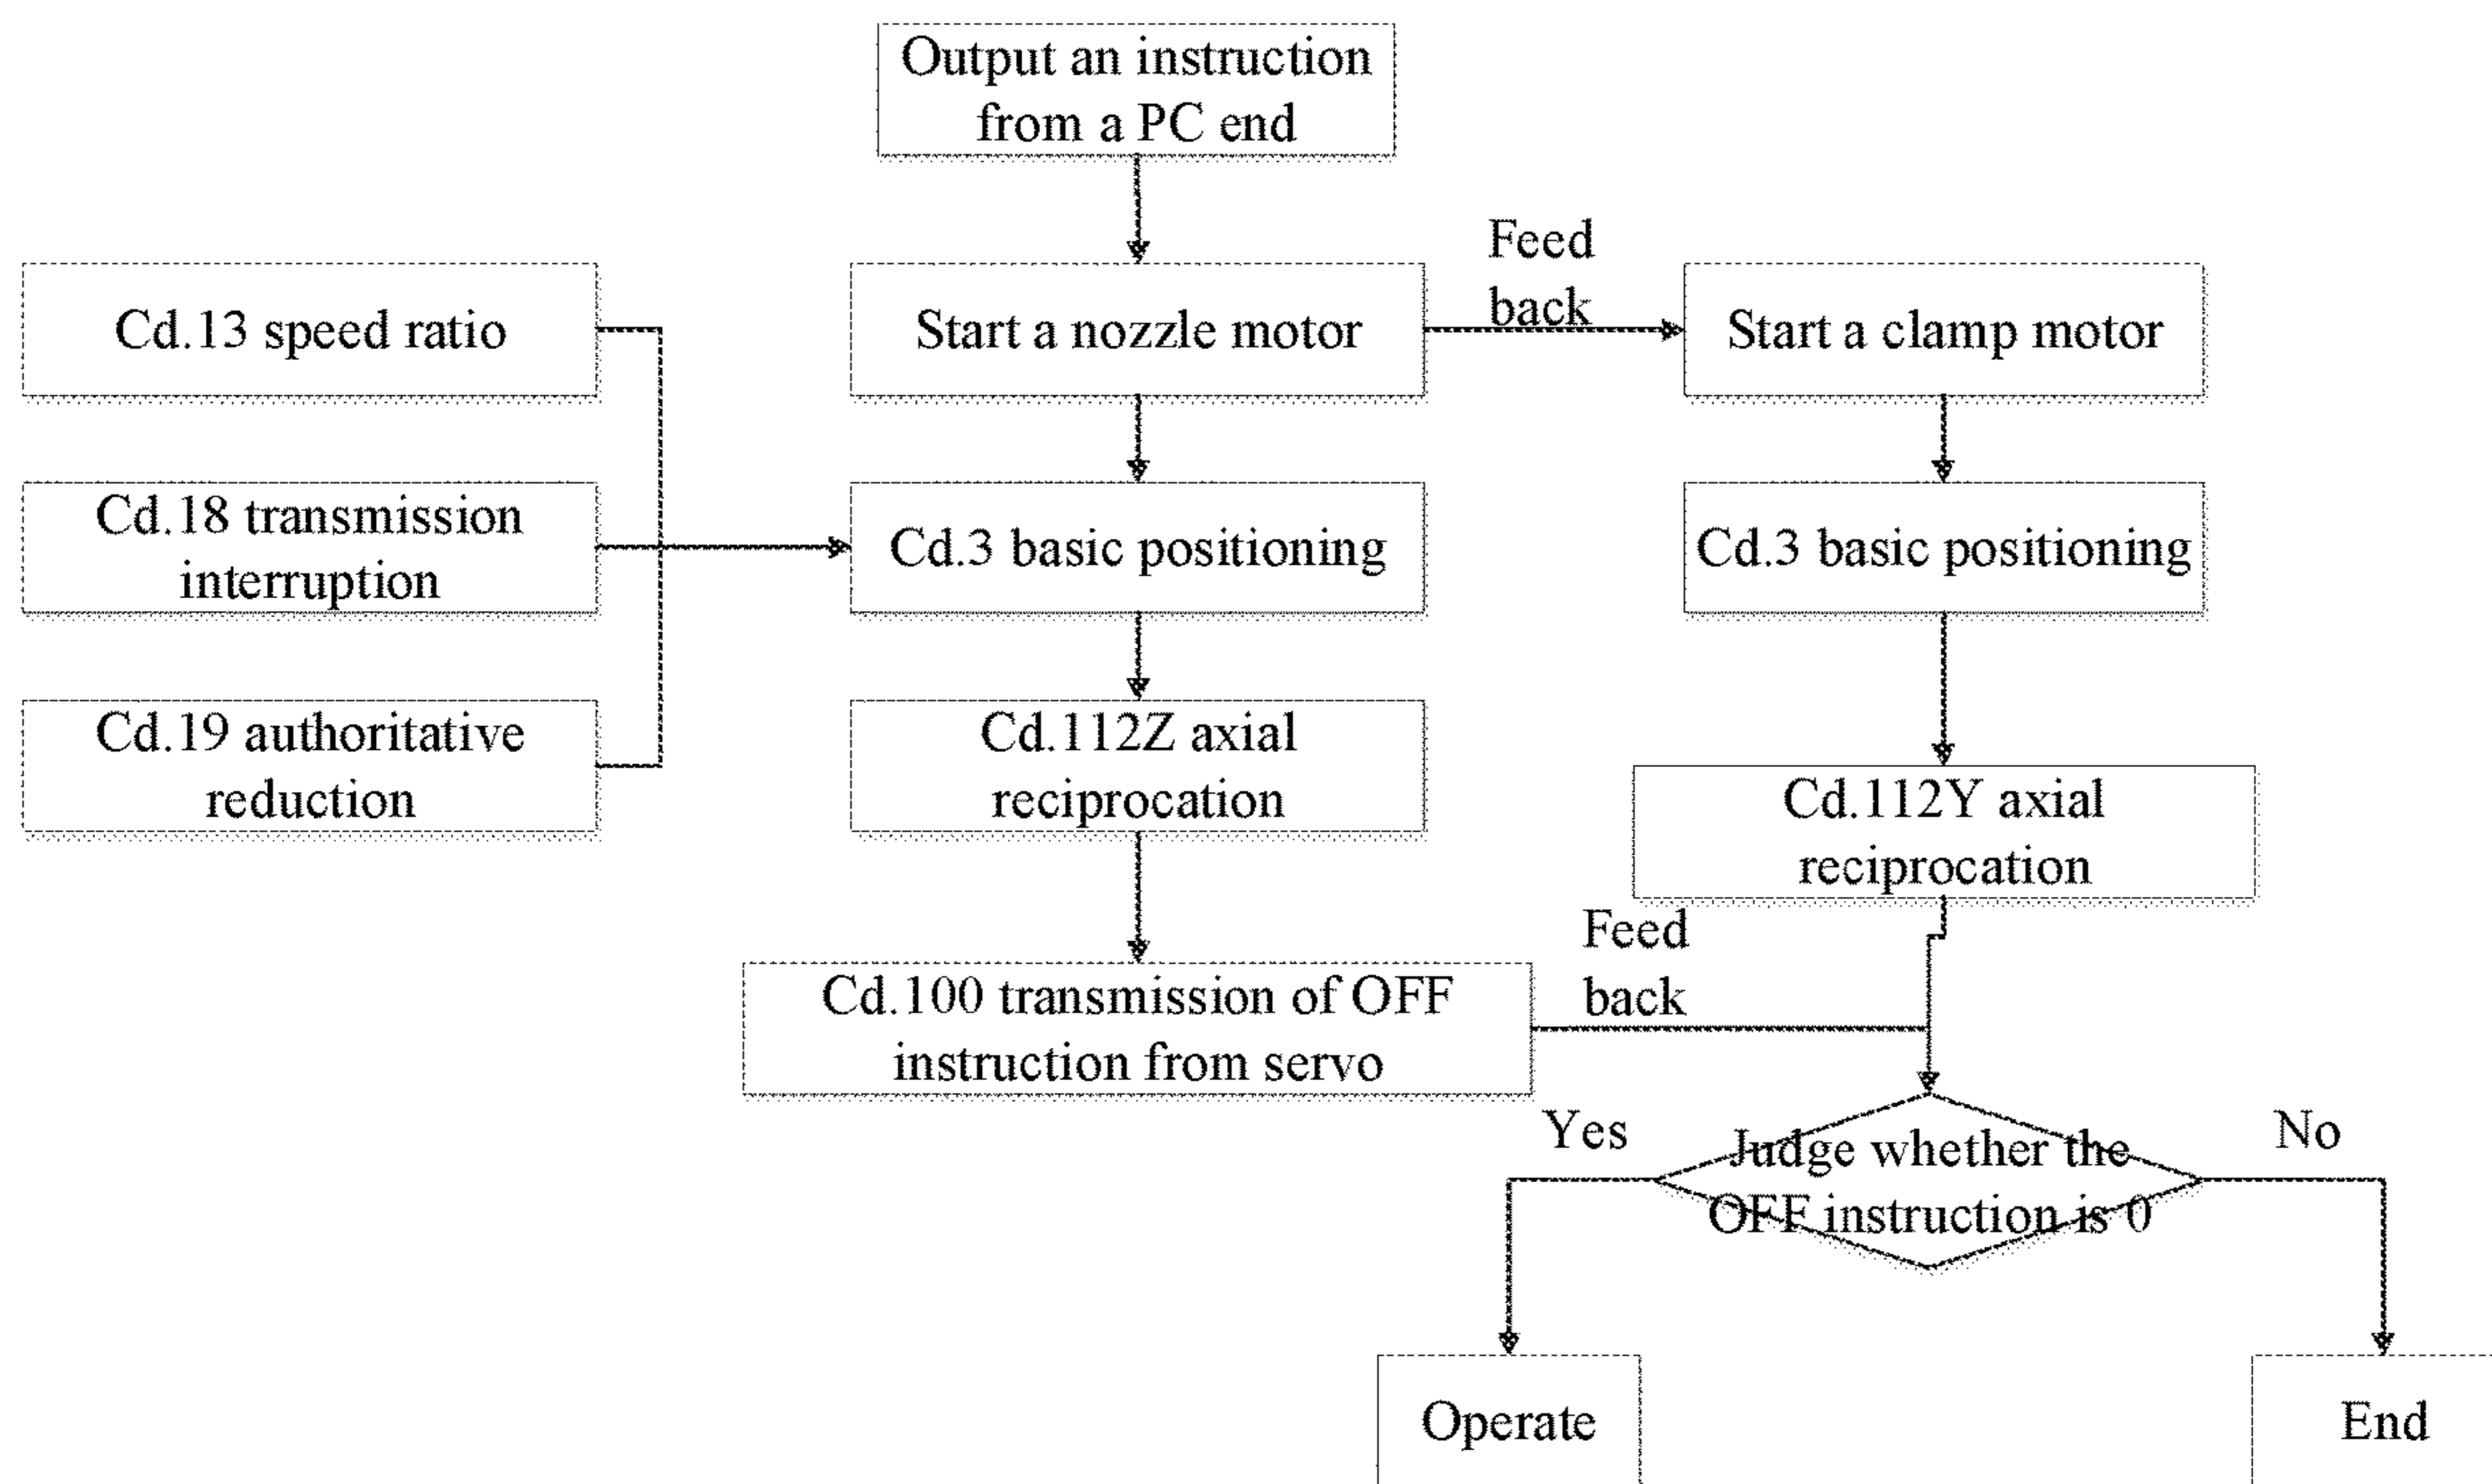 Output an instruction
from a PC end
Feed
back
Cd.13 speed ratio
Start a nozzle motor
Start a clamp motor
Cd.18 transmission
interruption
Cd.3 basic positioning
Cd.3 basic positioning
Cd.19 authoritative
reduction
Cd.112Z axial
reciprocation
Cd.112Y axial
reciprocation
Feed
back
Cd.100 transmission of OFF
instruction from servo
Yes
Judge whether the
OFF instruction is 0
No
Operate
End